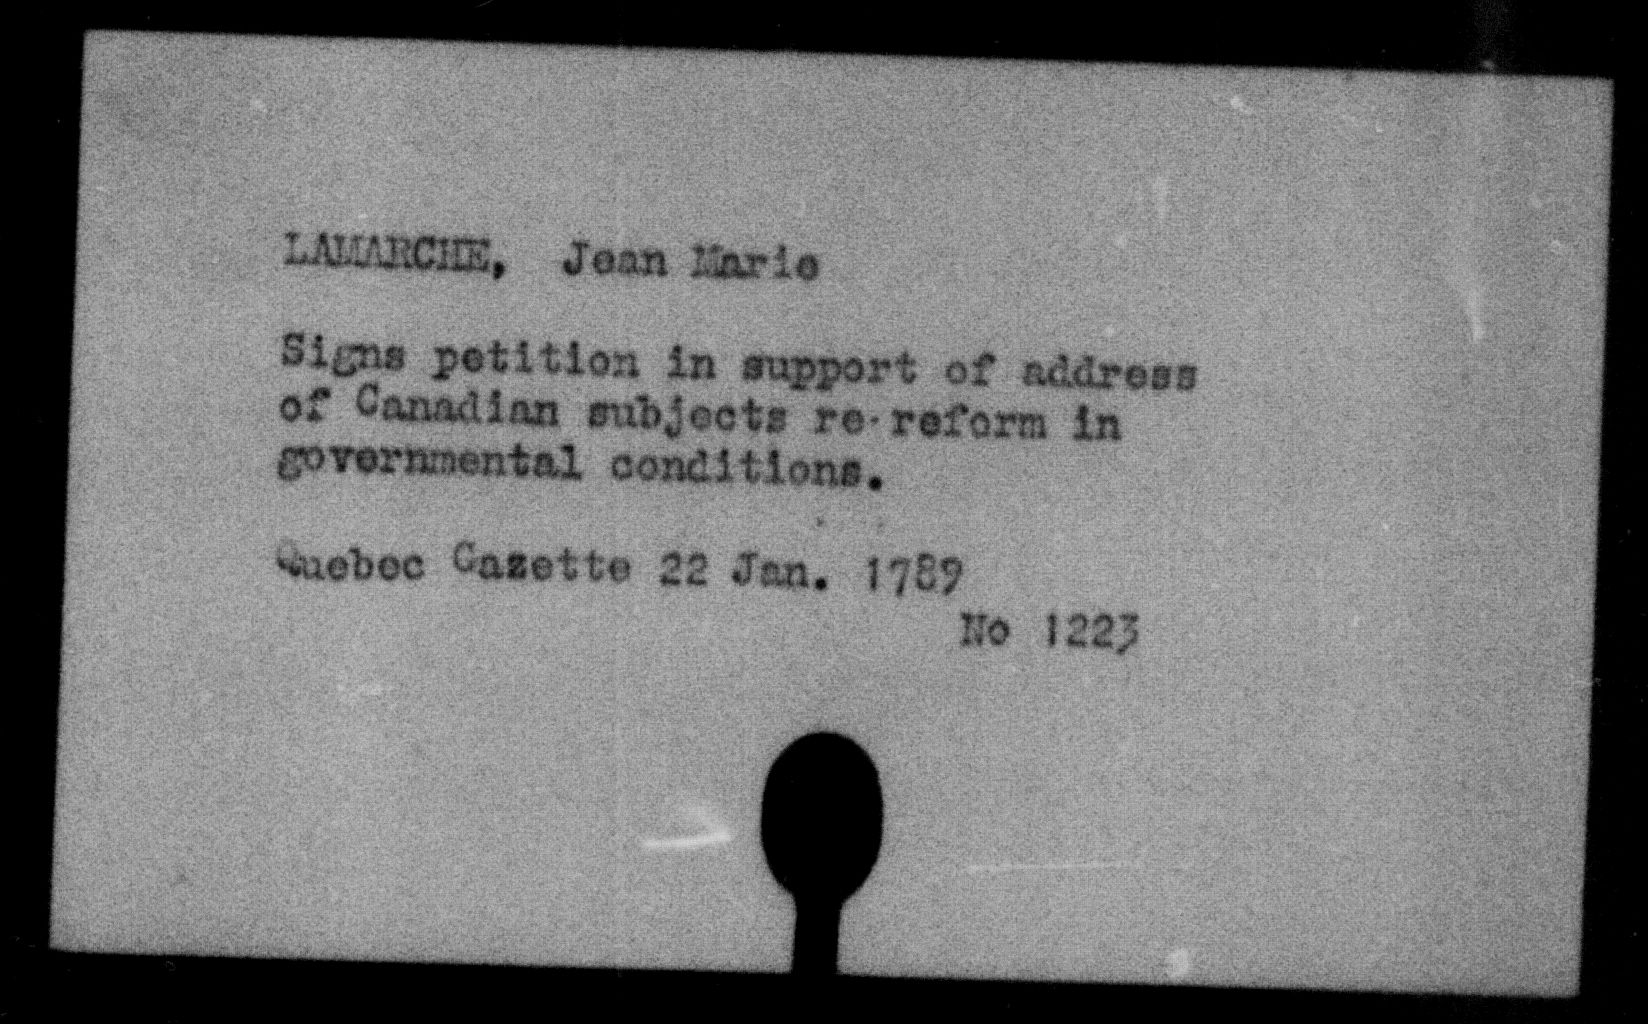 LAMARCHE, Jean Marie
Signs petition in support of address
of Canadian subjects re-reform in
governmental conditions.
Quebec Gazette 22 Jan. 1789
No 1223